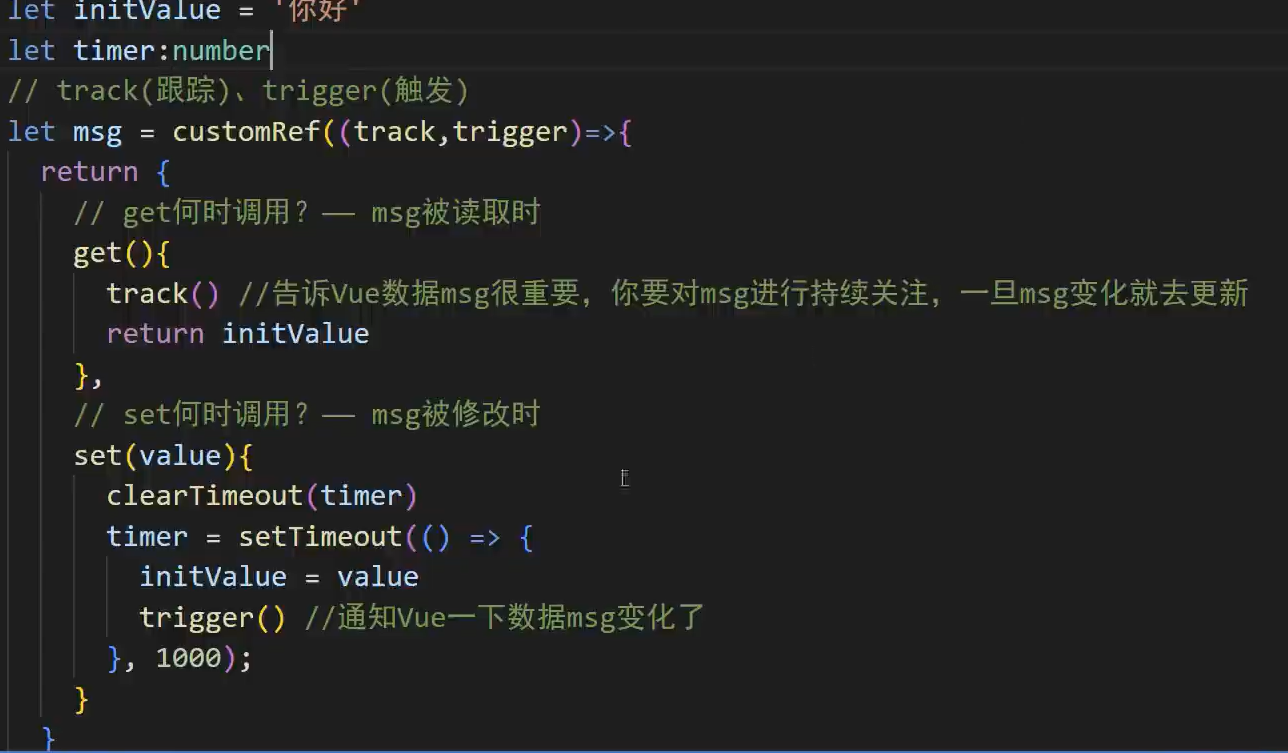 let initValue = '你好'
let timer:number
// track(跟踪)、trigger(触发)
let msg = customRef((track,trigger)=>{
  return {
    // get何时调用？—— msg被读取时
    get(){
      track() //告诉Vue数据msg很重要，你要对msg进行持续关注，一旦msg变化就去更新
      return initValue
    },
    // set何时调用？—— msg被修改时
    set(value){
      clearTimeout(timer)
      timer = setTimeout(() => {
        initValue = value
        trigger() //通知Vue一下数据msg变化了
      }, 1000);
    }
  }